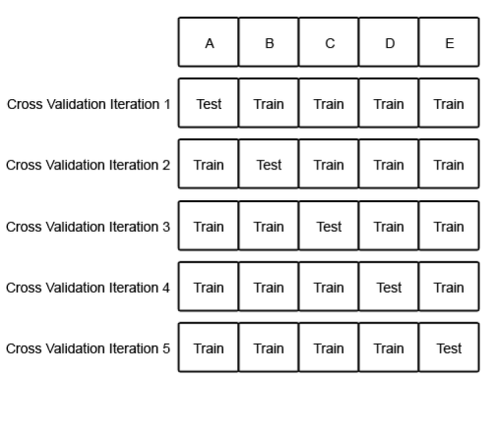 A B C D E
Cross Validation Iteration 1 Test Train Train Train Train
Cross Validation Iteration 2 Train Test Train Train Train
Cross Validation Iteration 3 Train Train Test Train Train
Cross Validation Iteration 4 Train Train Train Test Train
Cross Validation Iteration 5 Train Train Train Train Test